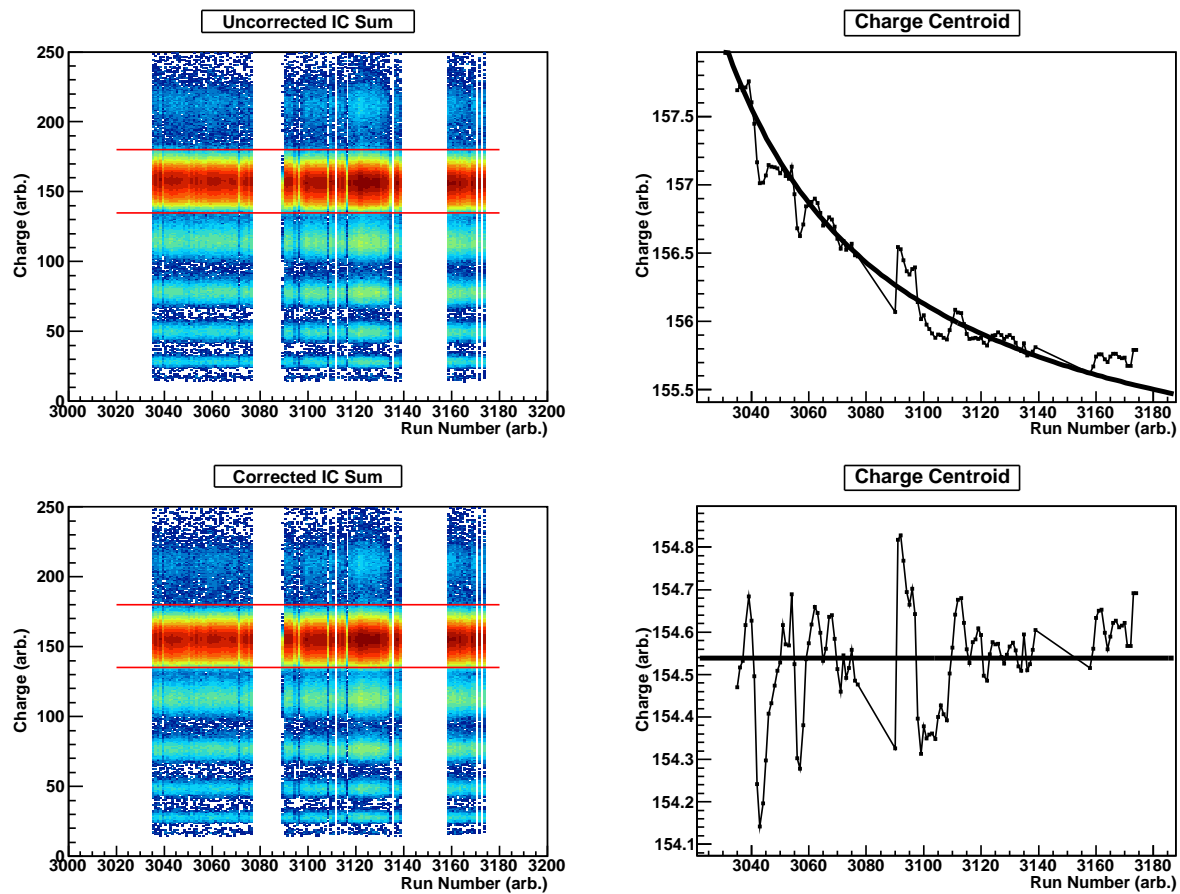 Uncorrected IC Sum
Charge (arb.)
250
200
150
100
50
0
3000 3020 3040 3060 3080 3100 3120 3140 3160 3180 3200
Run Number (arb.)
Charge Centroid
Charge (arb.)
157.5
157
156.5
156
155.5
3040 3060 3080 3100 3120 3140 3160 3180
Run Number (arb.)
Corrected IC Sum
Charge (arb.)
250
200
150
100
50
0
3000 3020 3040 3060 3080 3100 3120 3140 3160 3180 3200
Run Number (arb.)
Charge Centroid
Charge (arb.)
154.8
154.7
154.6
154.5
154.4
154.3
154.2
154.1
3040 3060 3080 3100 3120 3140 3160 3180
Run Number (arb.)